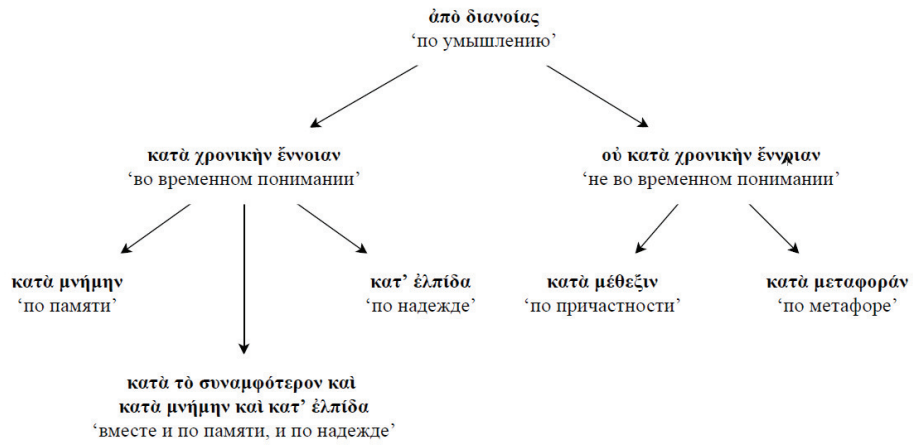 ἀπὸ διανοίας
‘по умышлению’
κατὰ χρονικὴν ἔννοιαν
‘во временном понимании’
οὐ κατὰ χρονικὴν ἔννοιαν
‘не во временном понимании’
κατὰ μνήμην
‘по памяти’
κατ’ ἐλπίδα
‘по надежде’
κατὰ μέθεξιν
‘по причастности’
κατὰ μεταφοράν
‘по метафоре’
κατὰ τὸ συναμφότερον καὶ
κατὰ μνήμην καὶ κατ’ ἐλπίδα
‘вместе и по памяти, и по надежде’